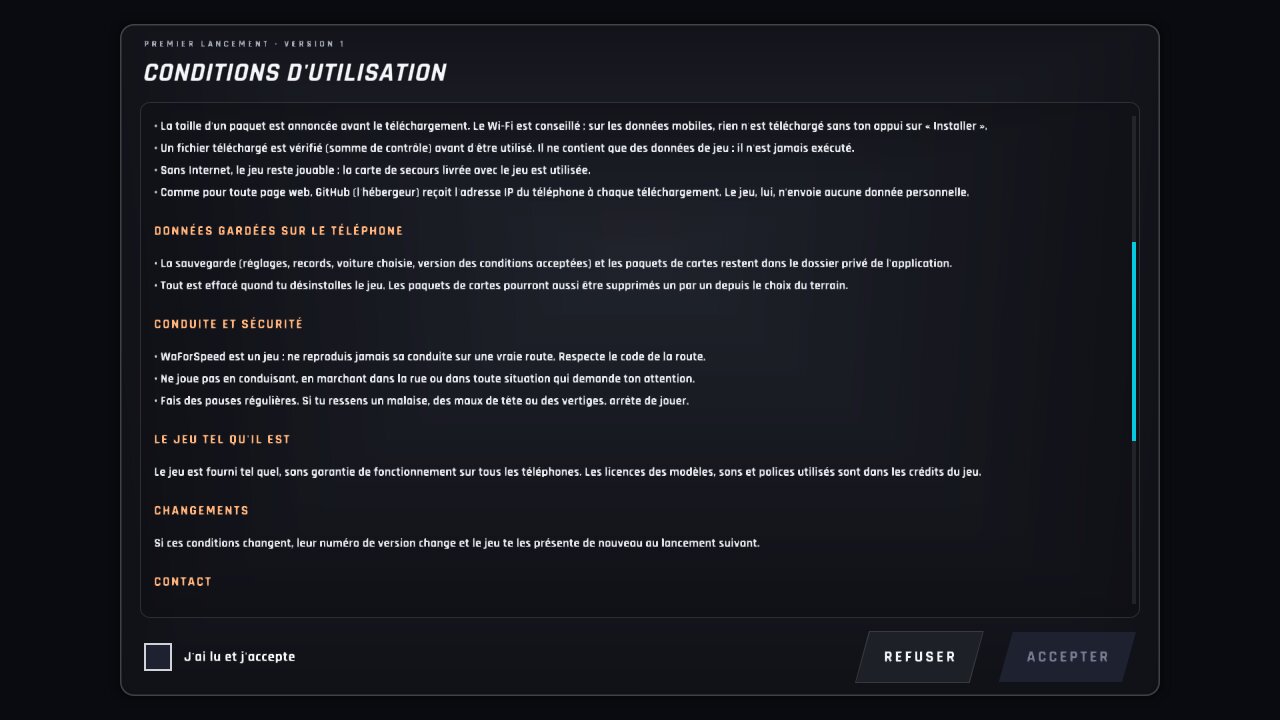 PREMIER LANCEMENT · VERSION 1
CONDITIONS D'UTILISATION
• La taille d'un paquet est annoncée avant le téléchargement. Le Wi-Fi est conseillé : sur les données mobiles, rien n'est téléchargé sans ton appui sur « Installer ».
• Un fichier téléchargé est vérifié (somme de contrôle) avant d'être utilisé. Il ne contient que des données de jeu : il n'est jamais exécuté.
• Sans Internet, le jeu reste jouable : la carte de secours livrée avec le jeu est utilisée.
• Comme pour toute page web, GitHub (l'hébergeur) reçoit l'adresse IP du téléphone à chaque téléchargement. Le jeu, lui, n'envoie aucune donnée personnelle.
DONNÉES GARDÉES SUR LE TÉLÉPHONE
• La sauvegarde (réglages, records, voiture choisie, version des conditions acceptées) et les paquets de cartes restent dans le dossier privé de l'application.
• Tout est effacé quand tu désinstalles le jeu. Les paquets de cartes pourront aussi être supprimés un par un depuis le choix du terrain.
CONDUITE ET SÉCURITÉ
• WaForSpeed est un jeu : ne reproduis jamais sa conduite sur une vraie route. Respecte le code de la route.
• Ne joue pas en conduisant, en marchant dans la rue ou dans toute situation qui demande ton attention.
• Fais des pauses régulières. Si tu ressens un malaise, des maux de tête ou des vertiges, arrête de jouer.
LE JEU TEL QU'IL EST
Le jeu est fourni tel quel, sans garantie de fonctionnement sur tous les téléphones. Les licences des modèles, sons et polices utilisés sont dans les crédits du jeu.
CHANGEMENTS
Si ces conditions changent, leur numéro de version change et le jeu te les présente de nouveau au lancement suivant.
CONTACT
J'ai lu et j'accepte
REFUSER
ACCEPTER